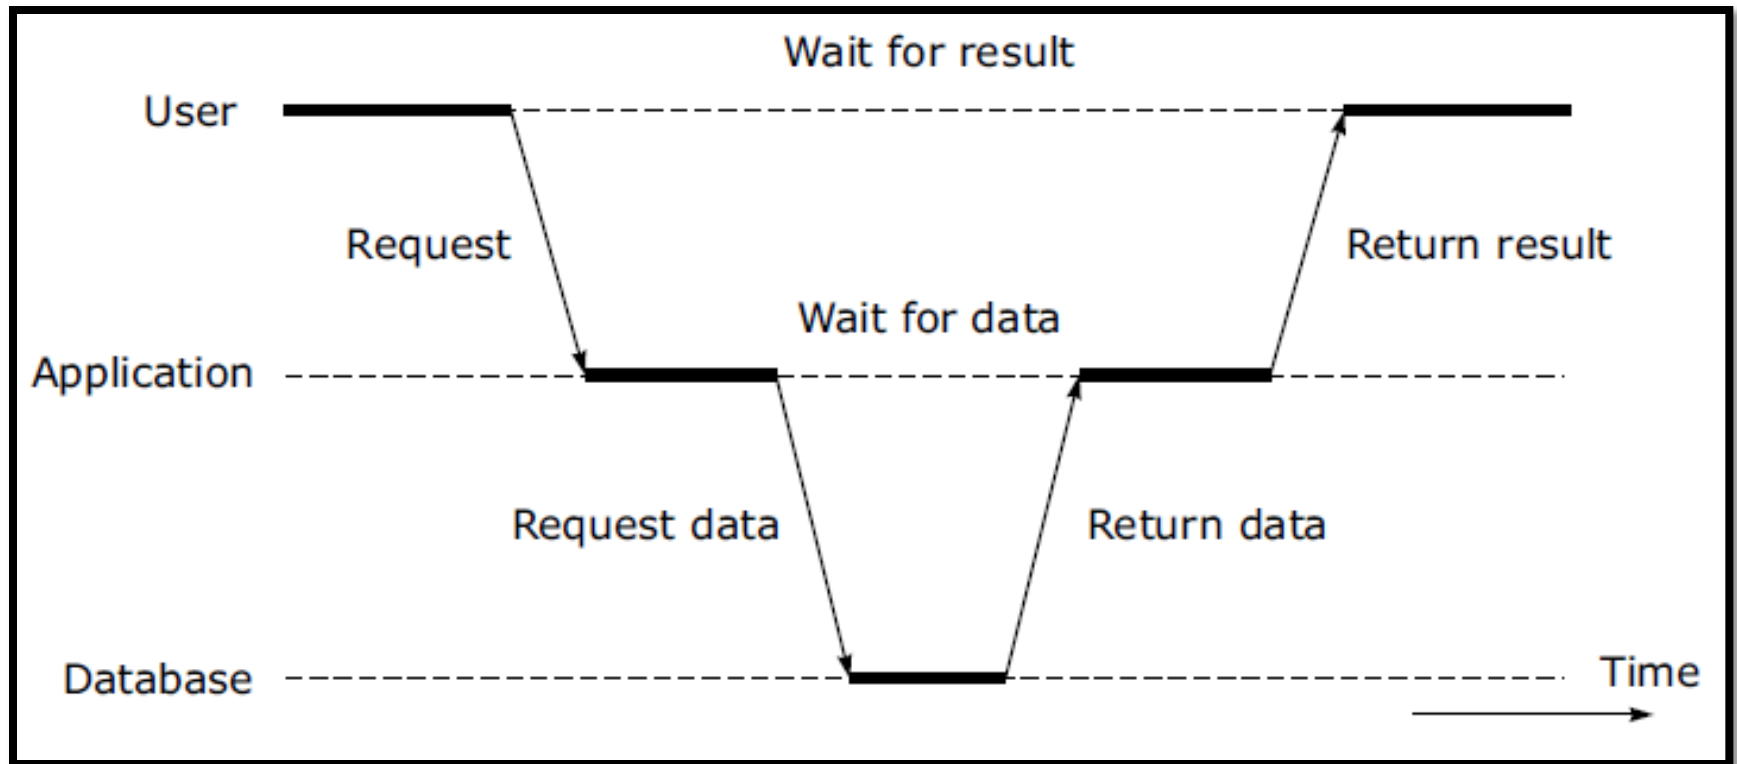 Wait for result
User
Request
Return result
Wait for data
Application
Request data
Return data
Database
Time